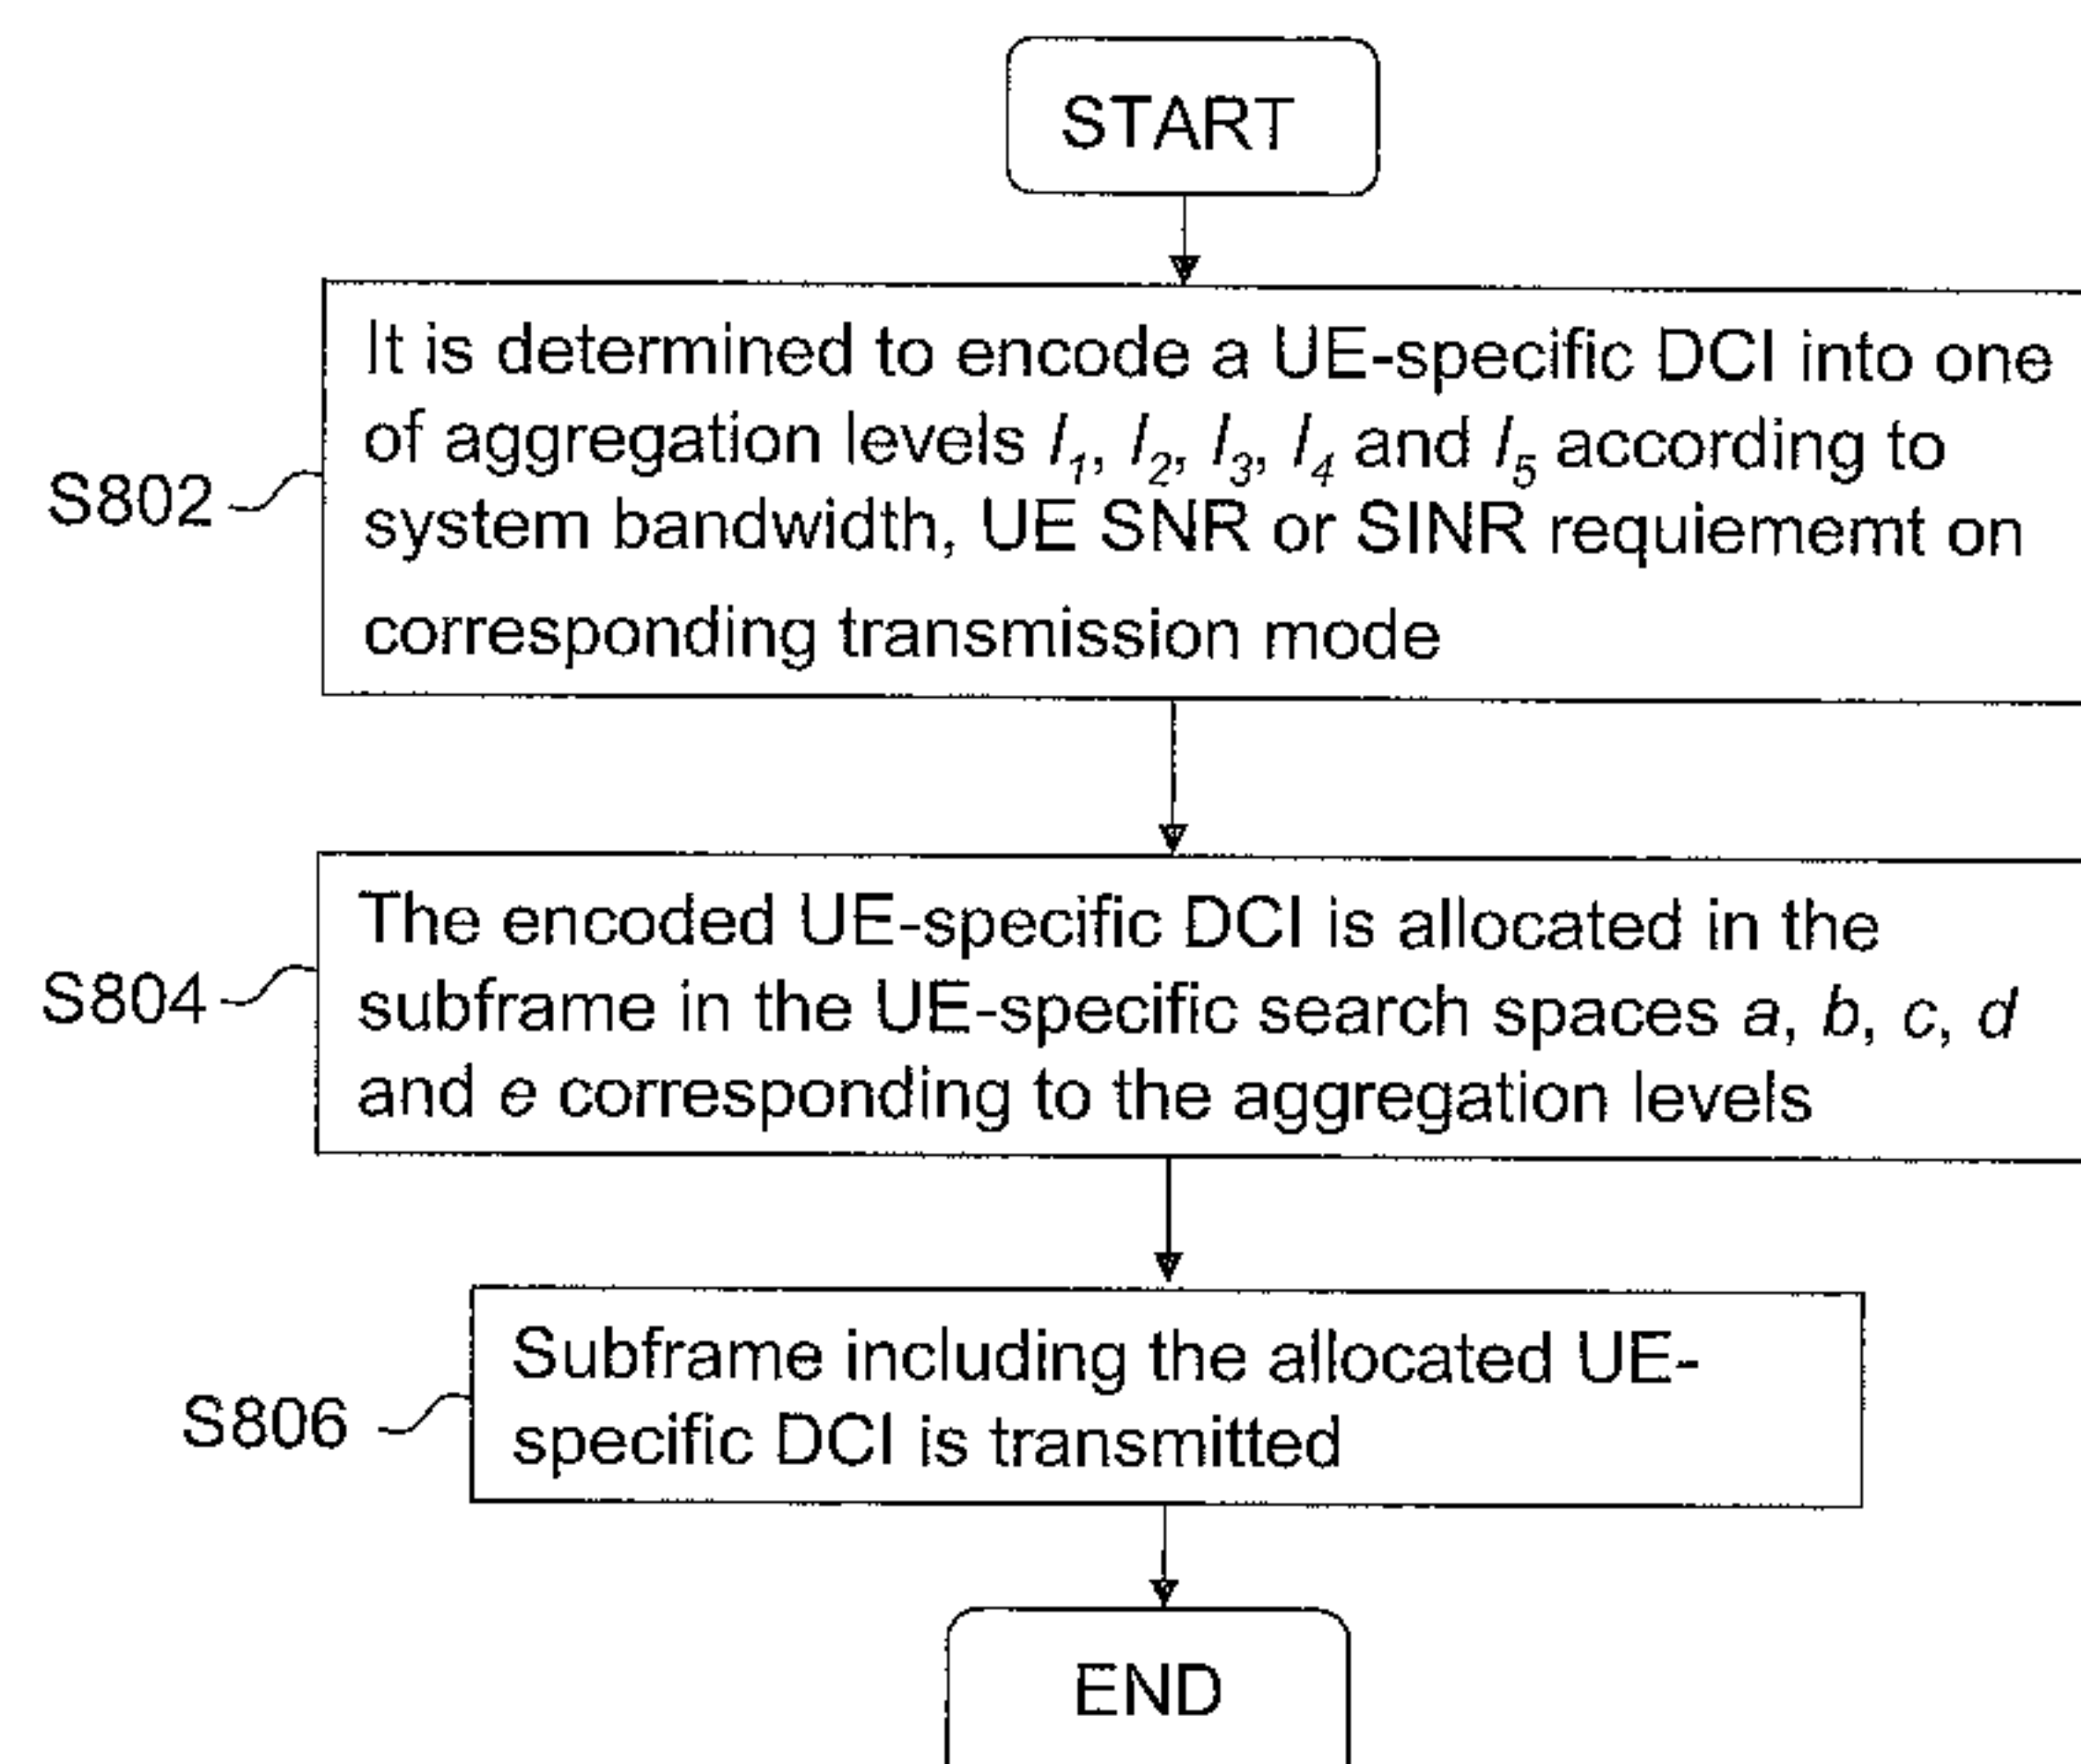 START
It is determined to encode a UE-specific DCI into one
of aggregation levels l1, l2, l3, l4 and l5 according to
S802
system bandwidth, UE SNR or SINR requiememt on
corresponding transmission mode
The encoded UE-specific DCI is allocated in the
S804
subframe in the UE-specific search spaces a, b, c, d
and e corresponding to the aggregation levels
Subframe including the allocated UE-
S806
specific DCI is transmitted
END